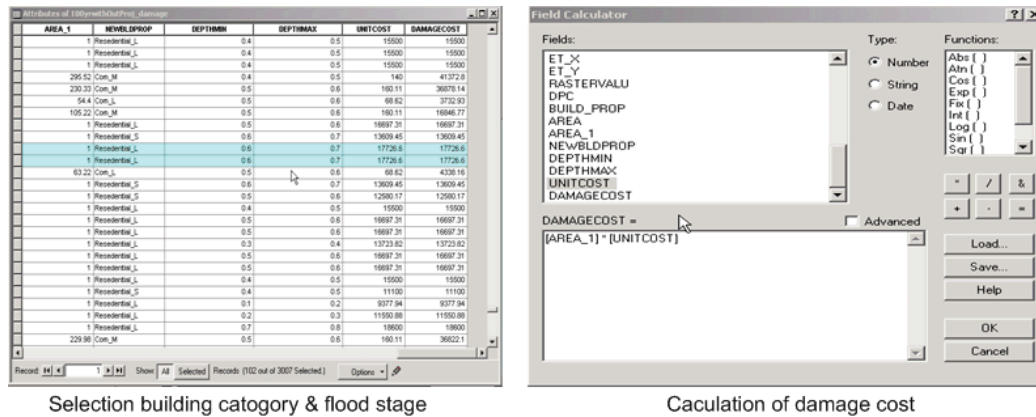 Attributes of 100yrwithOutProj_damage
AREA_1 NEWBLDPROP DEPTHMIN DEPTHMAX UNITCOST DAMAGECOST
1 Resedential_L 0.4 0.5 15500 15500
1 Resedential_L 0.4 0.5 15500 15500
1 Resedential_L 0.4 0.5 15500 15500
295.52 Com_M 0.4 0.5 140 41372.8
230.33 Com_M 0.5 0.6 160.11 36878.14
54.4 Com_L 0.5 0.6 68.62 3732.93
105.22 Com_M 0.5 0.6 160.11 16846.77
1 Resedential_L 0.5 0.6 16697.31 16697.31
1 Resedential_S 0.6 0.7 13609.45 13609.45
1 Resedential_L 0.6 0.7 17726.6 17726.6
1 Resedential_L 0.6 0.7 17726.6 17726.6
63.22 Com_L 0.5 0.6 68.62 4338.16
1 Resedential_S 0.6 0.7 13609.45 13609.45
1 Resedential_S 0.5 0.6 12580.17 12580.17
1 Resedential_L 0.4 0.5 15500 15500
1 Resedential_L 0.5 0.6 16697.31 16697.31
1 Resedential_L 0.5 0.6 16697.31 16697.31
1 Resedential_L 0.3 0.4 13723.82 13723.82
1 Resedential_L 0.5 0.6 16697.31 16697.31
1 Resedential_L 0.5 0.6 16697.31 16697.31
1 Resedential_L 0.4 0.5 15500 15500
1 Resedential_S 0.4 0.5 11100 11100
1 Resedential_L 0.1 0.2 9377.94 9377.94
1 Resedential_L 0.2 0.3 11550.88 11550.88
1 Resedential_L 0.7 0.8 18600 18600
229.98 Com_M 0.5 0.6 160.11 36822.1
Record: 1 Show: All Selected Records (102 out of 3007 Selected.) Options
Selection building catogory & flood stage
Field Calculator
Fields:
ET_X
ET_Y
RASTERVALU
DPC
BUILD_PROP
AREA
AREA_1
NEWBLDPROP
DEPTHMIN
DEPTHMAX
UNITCOST
DAMAGECOST
Type:
Number
String
Date
Functions:
Abs ( )
Atn ( )
Cos ( )
Exp ( )
Fix ( )
Int ( )
Log ( )
Sin ( )
Sqr ( )
* / &
+ - =
DAMAGECOST =
Advanced
[AREA_1] * [UNITCOST]
Load...
Save...
Help
OK
Cancel
Caculation of damage cost